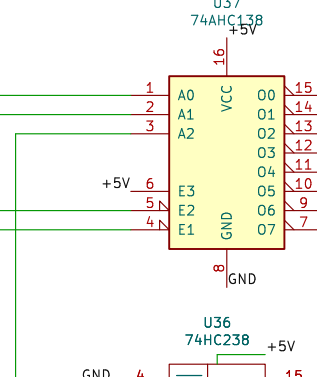 U37
74AHC138
+5V
16
VCC
1 A0 O0 15
2 A1 O1 14
3 A2 O2 13
O3 12
O4 11
+5V 6 E3 O5 10
5 E2 O6 9
4 E1 O7 7
GND
8
GND
U36
74HC238
+5V
GND 4 15